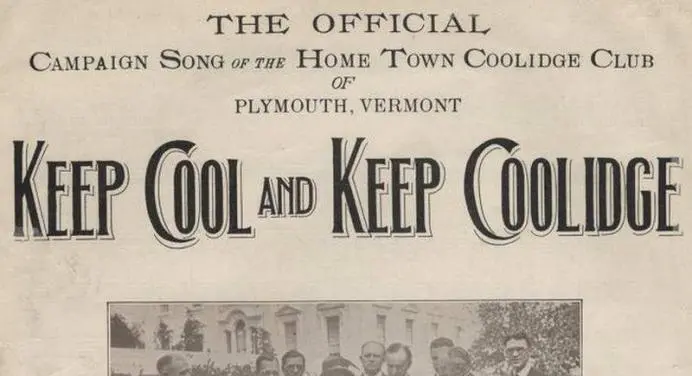 THE OFFICIAL
CAMPAIGN SONG OF THE HOME TOWN COOLIDGE CLUB
OF
PLYMOUTH, VERMONT
KEEP COOL AND KEEP COOLIDGE